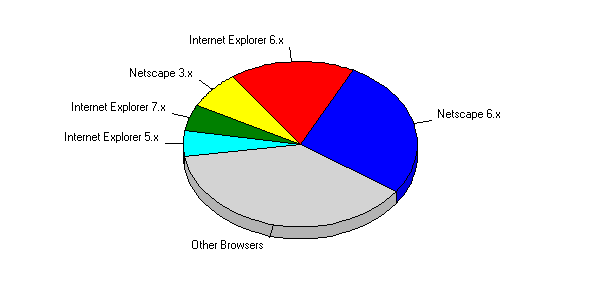 Internet Explorer 6.x
Netscape 3.x
Internet Explorer 7.x
Netscape 6.x
Internet Explorer 5.x
Other Browsers